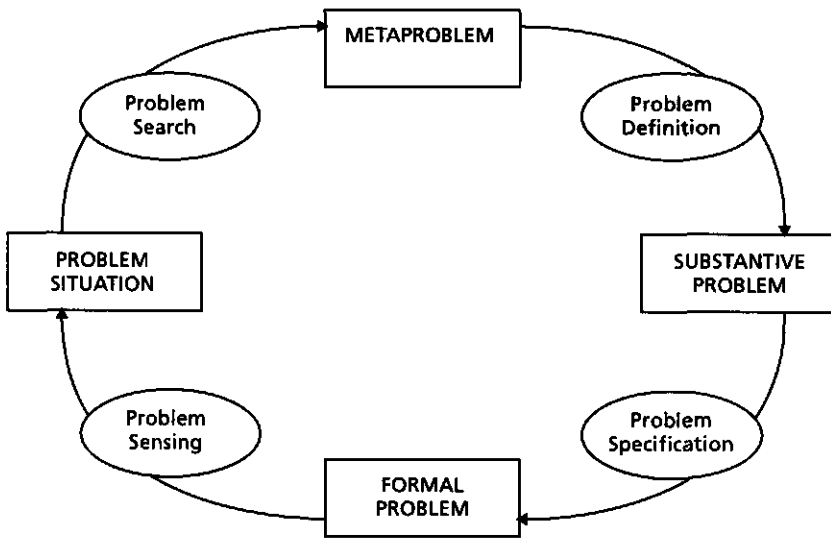 METAPROBLEM
Problem
Search
Problem
Definition
PROBLEM
SITUATION
SUBSTANTIVE
PROBLEM
Problem
Sensing
Problem
Specification
FORMAL
PROBLEM